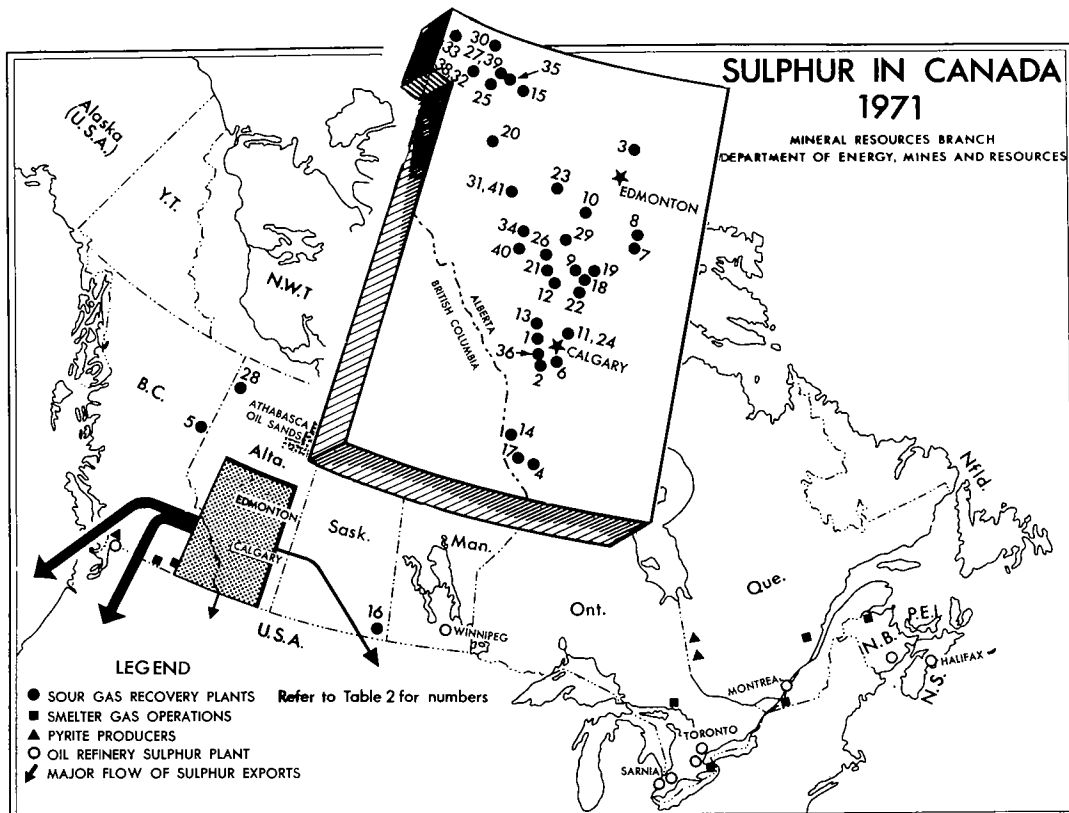 SULPHUR IN CANADA
1971
MINERAL RESOURCES BRANCH
DEPARTMENT OF ENERGY, MINES AND RESOURCES
30
33
27,39
35
38,32
25
15
20
3
EDMONTON
23
31,41
10
8
34
26
29
7
40
9
19
21
18
12
22
13
ALBERTA
BRITISH COLUMBIA
1
11, 24
36
CALGARY
2
6
14
17
4
Alaska
(U.S.A.)
Y.T.
N.W.T
B.C.
28
5
ATHABASCA
OIL SANDS
Alta.
EDMONTON
CALGARY
Sask.
Man.
16
WINNIPEG
U.S.A.
Ont.
Que.
Nfld.
P.E.I.
N.B.
HALIFAX
N.S.
MONTREA
TORONTO
SARNIA
LEGEND
SOUR GAS RECOVERY PLANTS Refer to Table 2 for numbers
SMELTER GAS OPERATIONS
PYRITE PRODUCERS
OIL REFINERY SULPHUR PLANT
MAJOR FLOW OF SULPHUR EXPORTS